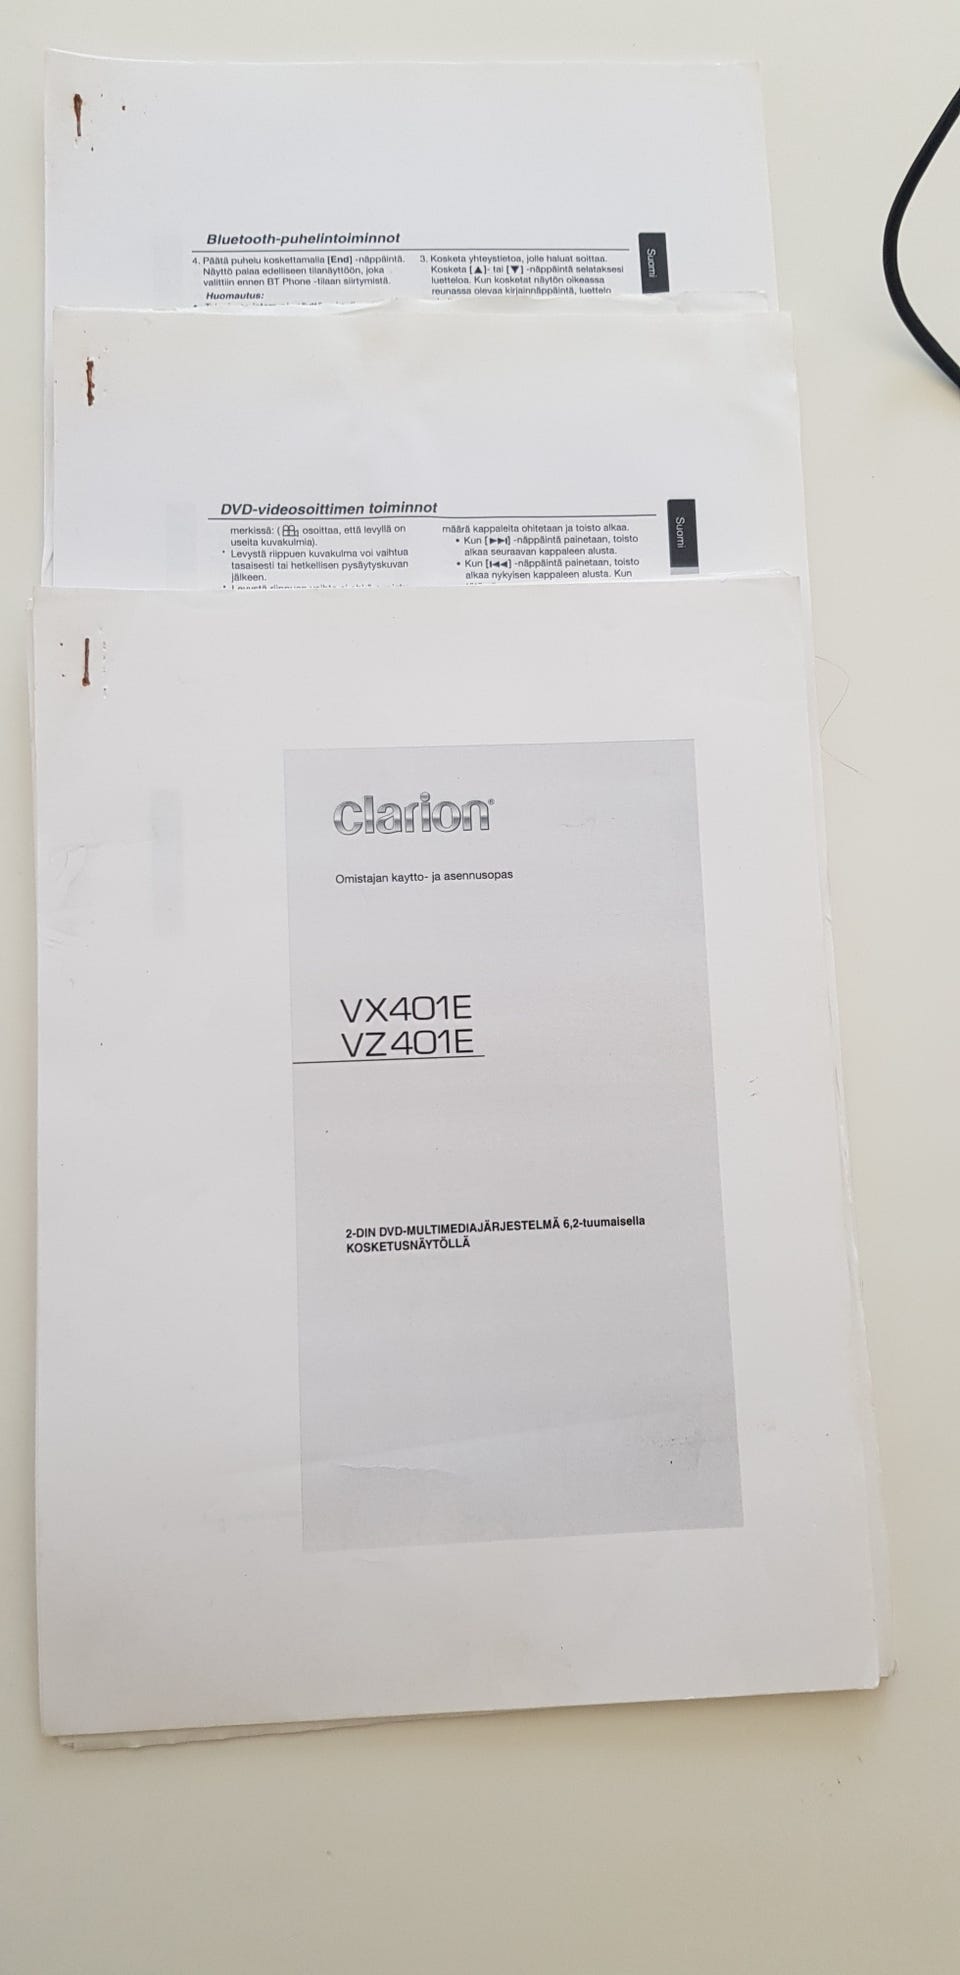 Bluetooth-puhelintoiminnot
4. Päätä puhelu koskettamalla [End] -näppäintä.
Näyttö palaa edelliseen tilanäyttöön, joka
valittiin ennen BT Phone -tilaan siirtymistä.
Huomautus:
3. Kosketa yhteystietoa, jolle haluat soittaa.
Kosketa [▲]- tai [▼] -näppäintä selataksesi
luetteloa. Kun kosketat näytön oikeassa
reunassa olevaa kirjainnäppäintä, luettelo
Suomi
DVD-videosoittimen toiminnot
merkissä: ( osoittaa, että levyllä on
useita kuvakulmia).
* Levystä riippuen kuvakulma voi vaihtua
tasaisesti tai hetkellisen pysäytyskuvan
jälkeen.
määrä kappaleita ohitetaan ja toisto alkaa.
• Kun [▶▶I] -näppäintä painetaan, toisto
alkaa seuraavan kappaleen alusta.
• Kun [I◀◀] -näppäintä painetaan, toisto
alkaa nykyisen kappaleen alusta. Kun
Suomi
clarion®
Omistajan kaytto- ja asennusopas
VX401E
VZ401E
2-DIN DVD-MULTIMEDIAJÄRJESTELMÄ 6,2-tuumaisella
KOSKETUSNÄYTÖLLÄ